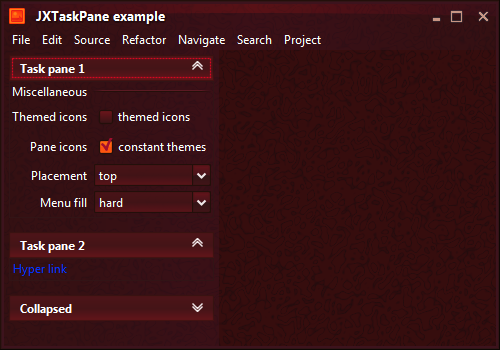 JXTaskPane example
File Edit Source Refactor Navigate Search Project
Task pane 1
Miscellaneous
Themed icons themed icons
Pane icons constant themes
Placement top
Menu fill hard
Task pane 2
Hyper link
Collapsed